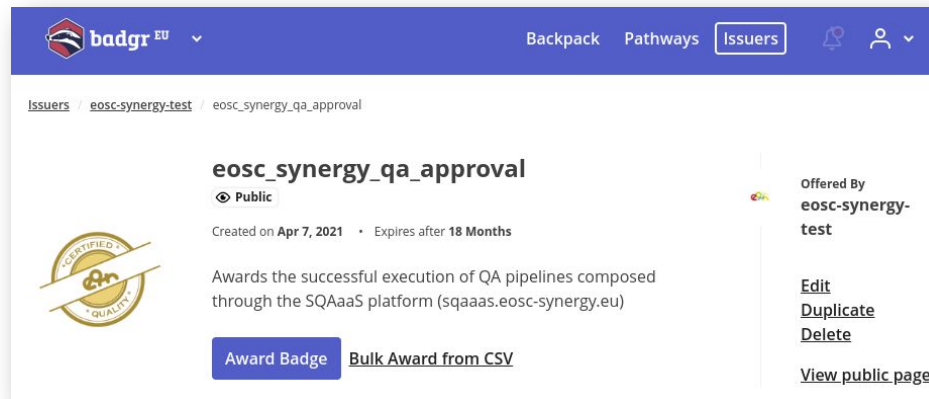 badgr EU
Backpack Pathways Issuers
Issuers / eosc-synergy-test / eosc_synergy_qa_approval
eosc_synergy_qa_approval
Public
Created on Apr 7, 2021 • Expires after 18 Months
CERTIFIED
QUALITY
Awards the successful execution of QA pipelines composed
through the SQAaaS platform (sqaaas.eosc-synergy.eu)
Award Badge Bulk Award from CSV
Offered By
eosc-synergy-
test
Edit
Duplicate
Delete
View public page